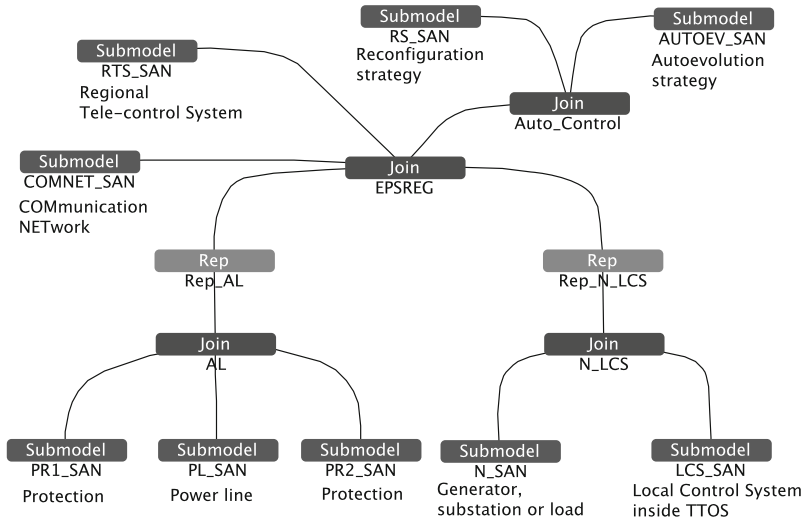 Submodel
RS_SAN
Reconfiguration
strategy
Submodel
AUTOEV_SAN
Autoevolution
strategy
Submodel
RTS_SAN
Regional
Tele-control System
Join
Auto_Control
Submodel
COMNET_SAN
COMmunication
NETwork
Join
EPSREG
Rep
Rep_AL
Rep
Rep_N_LCS
Join
AL
Join
N_LCS
Submodel
PR1_SAN
Protection
Submodel
PL_SAN
Power line
Submodel
PR2_SAN
Protection
Submodel
N_SAN
Generator,
substation or load
Submodel
LCS_SAN
Local Control System
inside TTOS